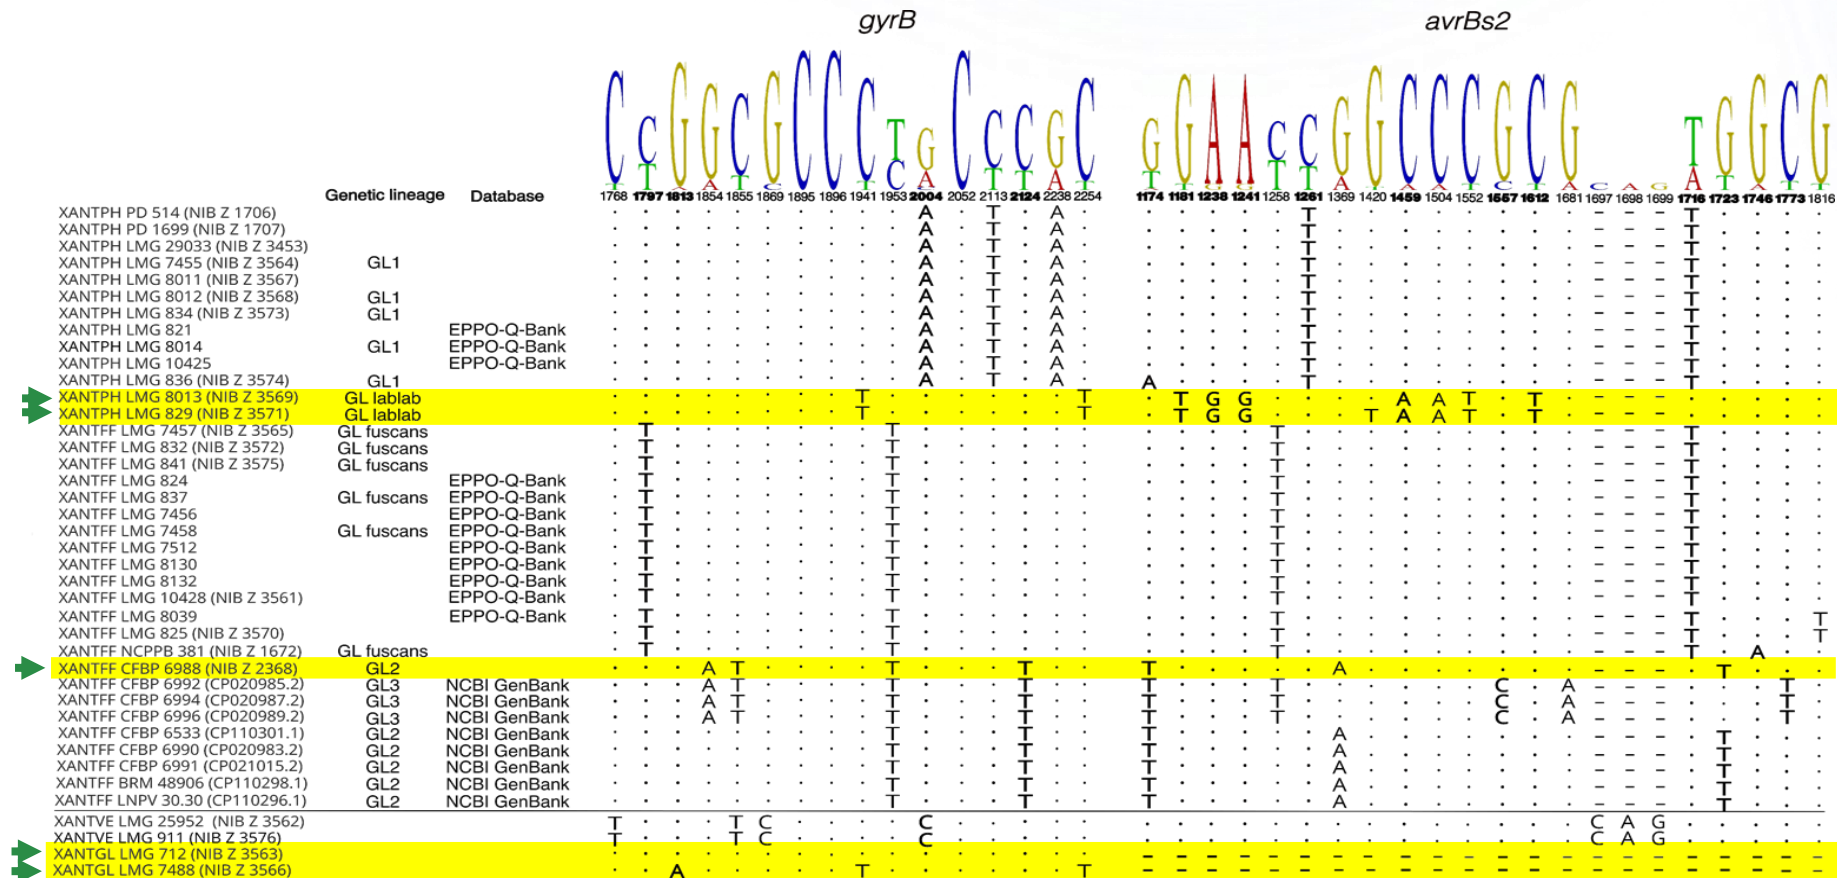 gyrB avrBs2
C C G G C G C C C T G C C C G C G G A A C C G G C C C G C G T G G C G
Genetic lineage Database 1768 1797 1813 1854 1855 1869 1895 1896 1941 1953 2004 2052 2113 2124 2238 2254 1174 1181 1238 1241 1258 1261 1369 1420 1459 1504 1552 1557 1612 1681 1697 1698 1699 1716 1723 1746 1773 1816
XANTPH PD 514 (NIB Z 1706) A T A T T
XANTPH PD 1699 (NIB Z 1707) A T A T T
XANTPH LMG 29033 (NIB Z 3453) A T A T T
XANTPH LMG 7455 (NIB Z 3564) GL1 A T A T T
XANTPH LMG 8011 (NIB Z 3567) A T A T T
XANTPH LMG 8012 (NIB Z 3568) GL1 A T A T T
XANTPH LMG 834 (NIB Z 3573) GL1 A T A T T
XANTPH LMG 821 EPPO-Q-Bank A T A T T
XANTPH LMG 8014 GL1 EPPO-Q-Bank A T A T T
XANTPH LMG 10425 EPPO-Q-Bank A T A T T
XANTPH LMG 836 (NIB Z 3574) GL1 A T A A T T
XANTPH LMG 8013 (NIB Z 3569) GL lablab T T T G G A A T T
XANTPH LMG 829 (NIB Z 3571) GL lablab T T T G G T A A T T
XANTFF LMG 7457 (NIB Z 3565) GL fuscans T T T T
XANTFF LMG 832 (NIB Z 3572) GL fuscans T T T T
XANTFF LMG 841 (NIB Z 3575) GL fuscans T T T T
XANTFF LMG 824 EPPO-Q-Bank T T T T
XANTFF LMG 837 GL fuscans EPPO-Q-Bank T T T T
XANTFF LMG 7456 EPPO-Q-Bank T T T T
XANTFF LMG 7458 GL fuscans EPPO-Q-Bank T T T T
XANTFF LMG 7512 EPPO-Q-Bank T T T T
XANTFF LMG 8130 EPPO-Q-Bank T T T T
XANTFF LMG 8132 EPPO-Q-Bank T T T T
XANTFF LMG 10428 (NIB Z 3561) EPPO-Q-Bank T T T T
XANTFF LMG 8039 EPPO-Q-Bank T T T T T
XANTFF LMG 825 (NIB Z 3570) T T T T T
XANTFF NCPPB 381 (NIB Z 1672) GL fuscans T T T T A
XANTFF CFBP 6988 (NIB Z 2368) GL2 A T T T T A T
XANTFF CFBP 6992 (CP020985.2) GL3 NCBI GenBank A T T T T T C A T
XANTFF CFBP 6994 (CP020987.2) GL3 NCBI GenBank A T T T T T C A T
XANTFF CFBP 6996 (CP020989.2) GL3 NCBI GenBank A T T T T T C A T
XANTFF CFBP 6533 (CP110301.1) GL2 NCBI GenBank T T T A T
XANTFF CFBP 6990 (CP020983.2) GL2 NCBI GenBank T T T A T
XANTFF CFBP 6991 (CP021015.2) GL2 NCBI GenBank T T T A T
XANTFF BRM 48906 (CP110298.1) GL2 NCBI GenBank T T T A T
XANTFF LNPV 30.30 (CP110296.1) GL2 NCBI GenBank T T T A T
XANTVE LMG 25952 (NIB Z 3562) T T C C C A G
XANTVE LMG 911 (NIB Z 3576) T T C C C A G
XANTGL LMG 712 (NIB Z 3563)
XANTGL LMG 7488 (NIB Z 3566) A T T